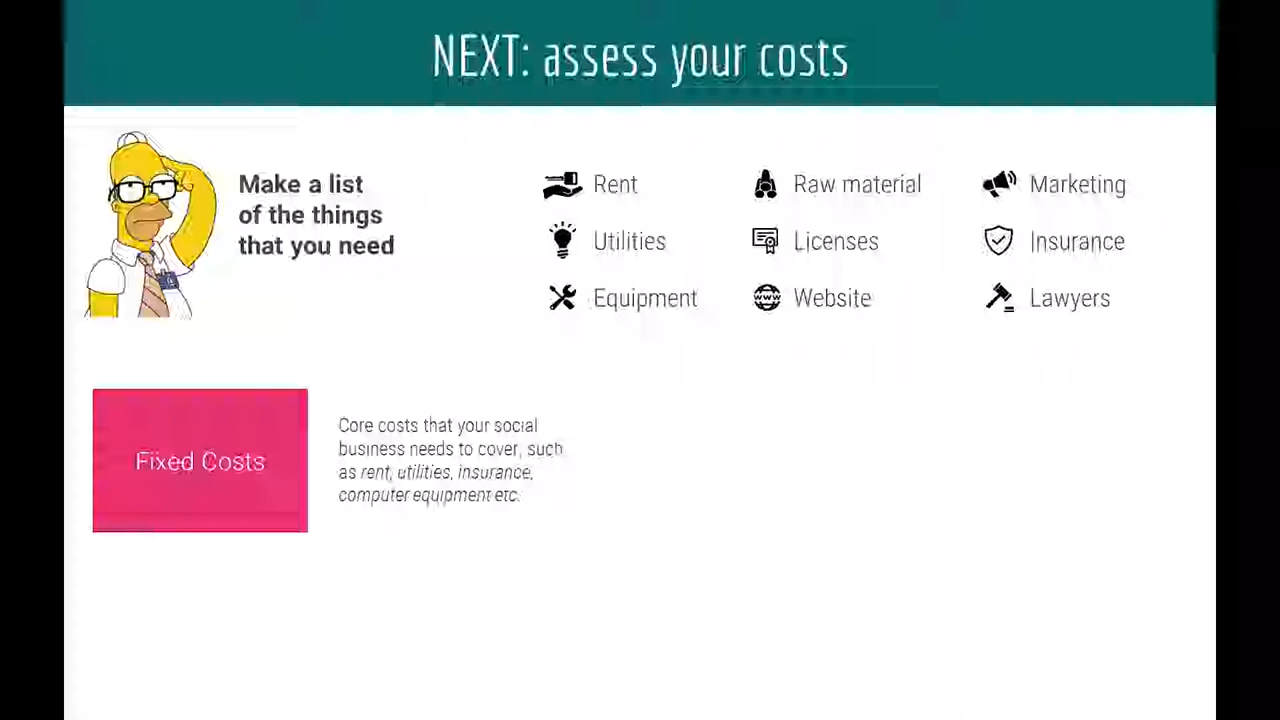 NEXT: assess your costs
Make a list
of the things
that you need
Rent
Raw material
Marketing
Utilities
Licenses
Insurance
Equipment
WWW
Website
Lawyers
Fixed Costs
Core costs that your social
business needs to cover, such
as rent, utilities, insurance,
computer equipment etc.